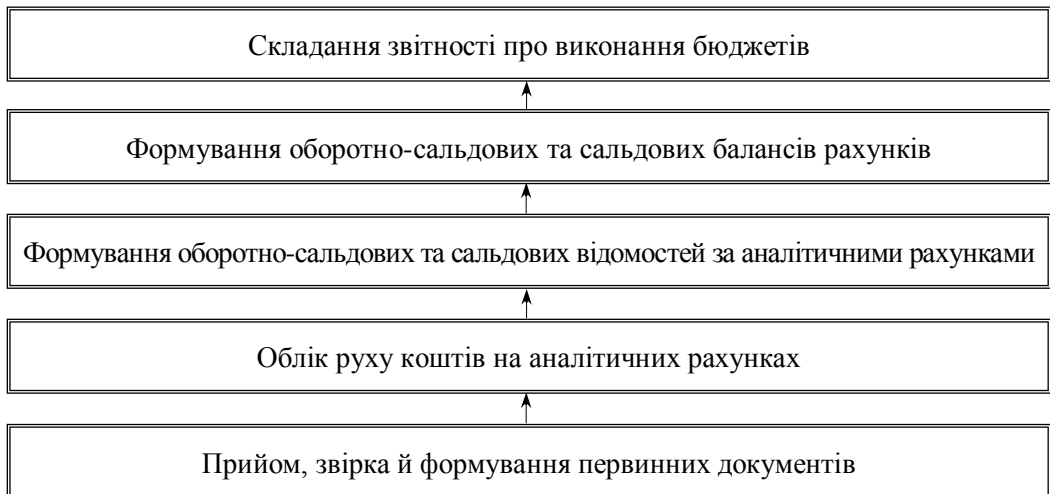 Складання звітності про виконання бюджетів
Формування оборотно-сальдових та сальдових балансів рахунків
Формування оборотно-сальдових та сальдових відомостей за аналітичними рахунками
Облік руху коштів на аналітичних рахунках
Прийом, звірка й формування первинних документів